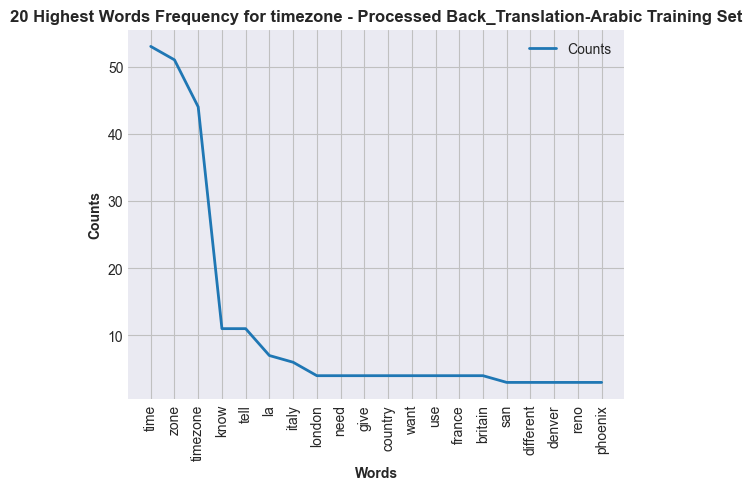 20 Highest Words Frequency for timezone - Processed Back_Translation-Arabic Training Set
Counts
50
40
30
20
10
Counts
time
zone
timezone
know
tell
la
italy
london
need
give
country
want
use
france
britain
san
different
denver
reno
phoenix
Words